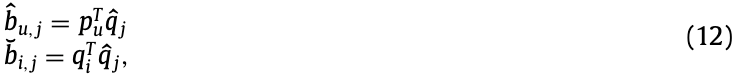 b̂_{u,j} = p_u^T q̂_j
b̆_{i,j} = q_i^T q̂_j, (12)